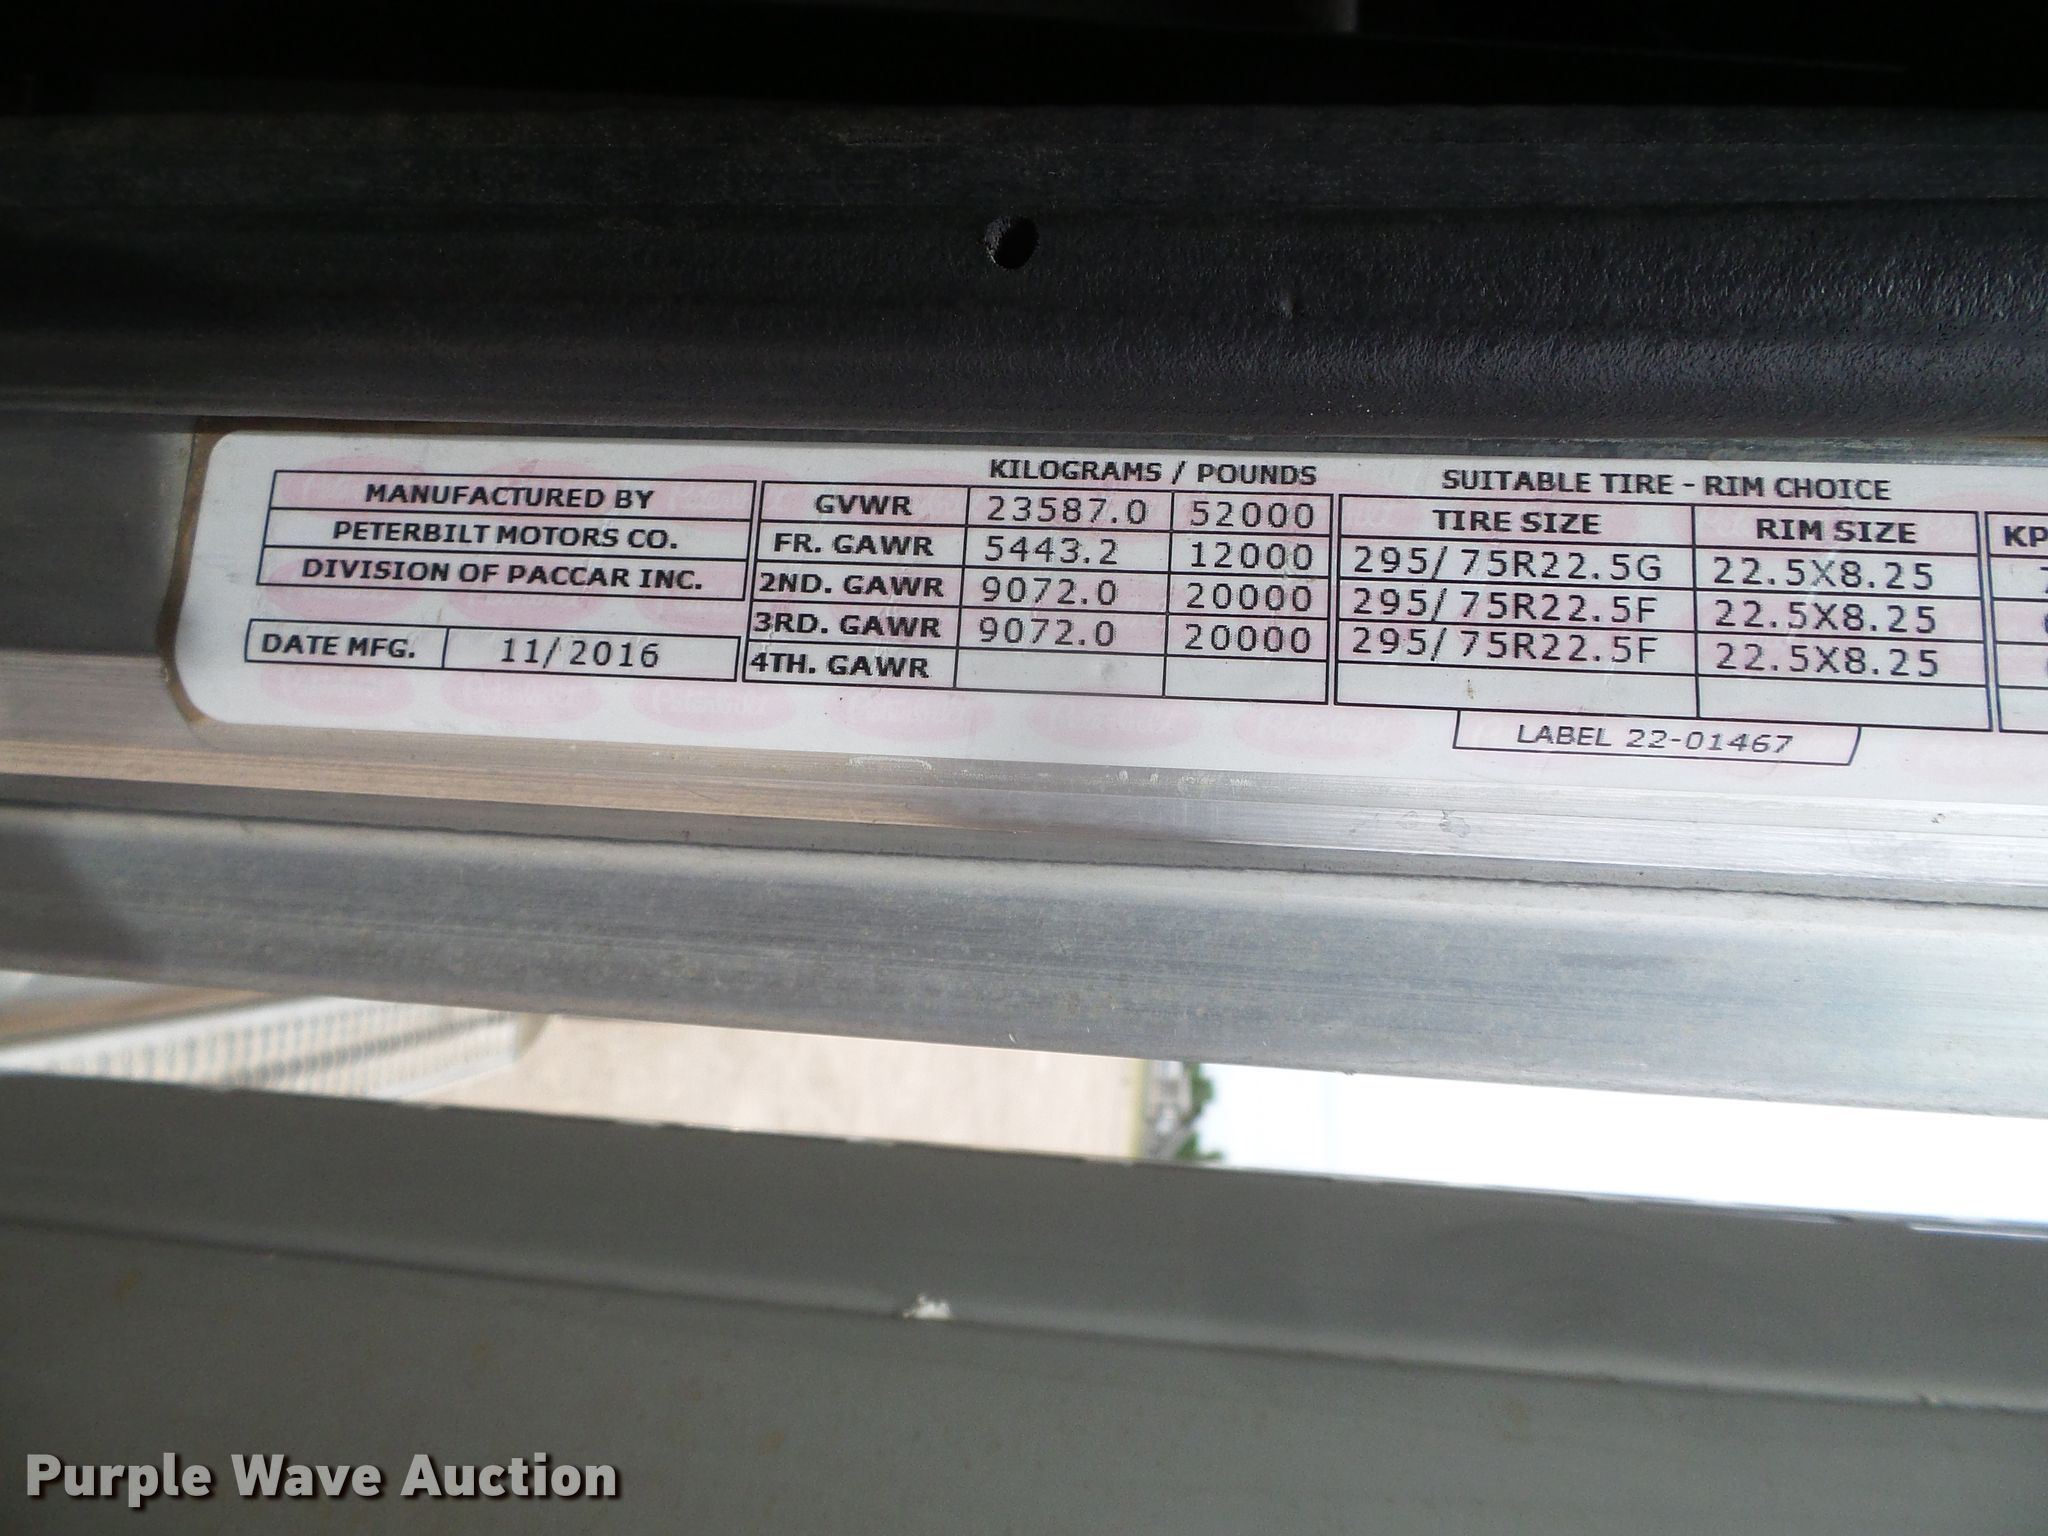 KILOGRAMS / POUNDS SUITABLE TIRE - RIM CHOICE
MANUFACTURED BY GVWR 23587.0 52000 TIRE SIZE RIM SIZE KP
PETERBILT MOTORS CO. FR. GAWR 5443.2 12000 295/75R22.5G 22.5X8.25
DIVISION OF PACCAR INC. 2ND. GAWR 9072.0 20000 295/75R22.5F 22.5X8.25
3RD. GAWR 9072.0 20000 295/75R22.5F 22.5X8.25
DATE MFG. 11/2016 4TH. GAWR
LABEL 22-01467
Purple Wave Auction